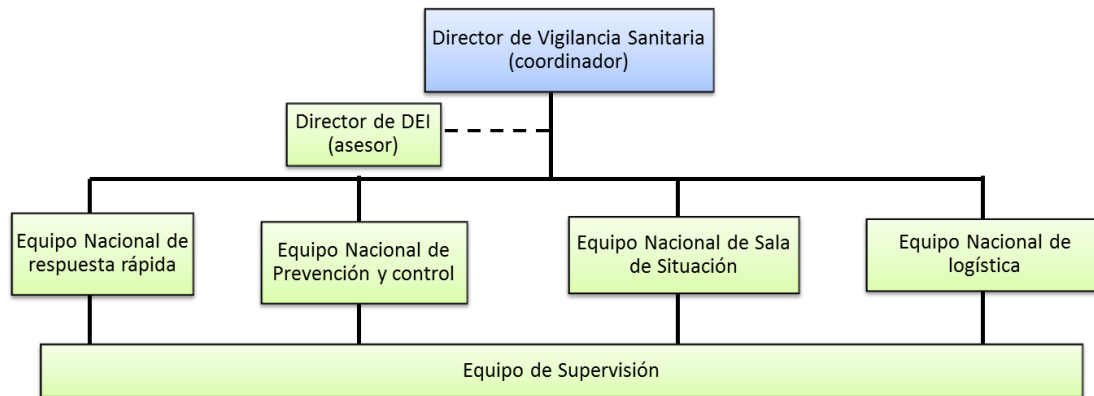 Director de Vigilancia Sanitaria
(coordinador)
Director de DEI
(asesor)
Equipo Nacional de
respuesta rápida
Equipo Nacional de
Prevención y control
Equipo Nacional de Sala
de Situación
Equipo Nacional de
logística
Equipo de Supervisión